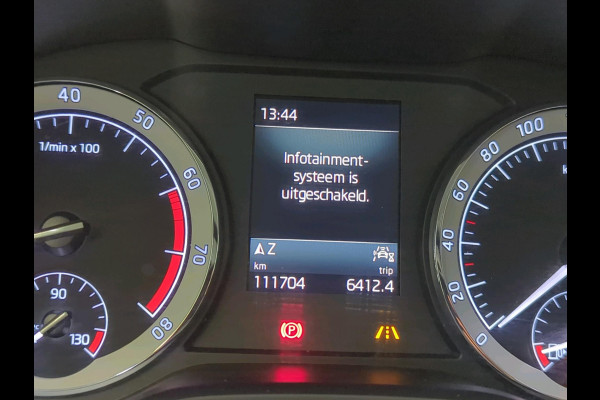 13:44
Infotainment-
systeem is
uitgeschakeld.
Z
km trip
111704 6412.4
P
40 50 60 70 80
1/min x 100
90 130
0 20 40 60 80 100